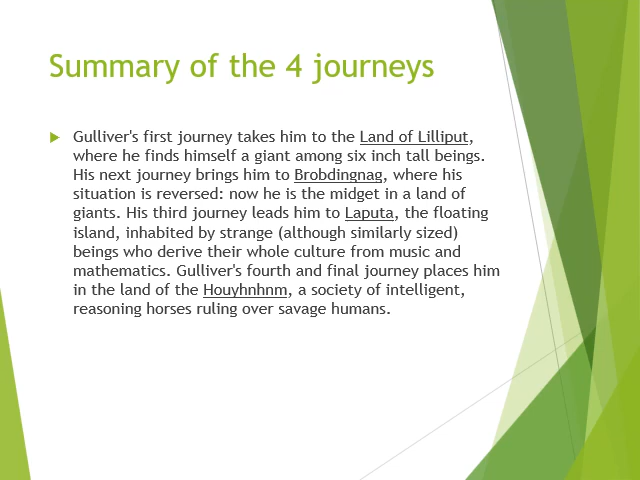 Summary of the 4 journeys
Gulliver's first journey takes him to the Land of Lilliput,
where he finds himself a giant among six inch tall beings.
His next journey brings him to Brobdingnag, where his
situation is reversed: now he is the midget in a land of
giants. His third journey leads him to Laputa, the floating
island, inhabited by strange (although similarly sized)
beings who derive their whole culture from music and
mathematics. Gulliver's fourth and final journey places him
in the land of the Houyhnhnm, a society of intelligent,
reasoning horses ruling over savage humans.